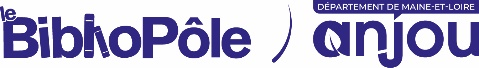 le
BiblioPôle
DÉPARTEMENT DE MAINE-ET-LOIRE
anjou